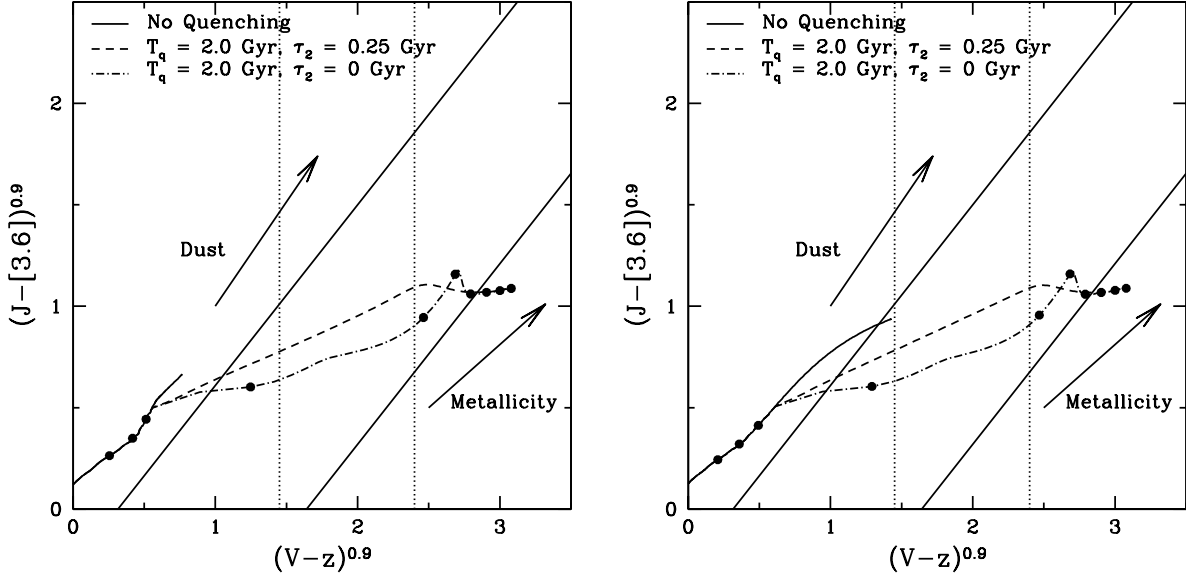 No Quenching
T_q = 2.0 Gyr, τ_2 = 0.25 Gyr
T_q = 2.0 Gyr, τ_2 = 0 Gyr
2
1
0
(J-[3.6])^0.9
Dust
Metallicity
0 1 2 3
(V-z)^0.9
No Quenching
T_q = 2.0 Gyr, τ_2 = 0.25 Gyr
T_q = 2.0 Gyr, τ_2 = 0 Gyr
2
1
0
(J-[3.6])^0.9
Dust
Metallicity
0 1 2 3
(V-z)^0.9